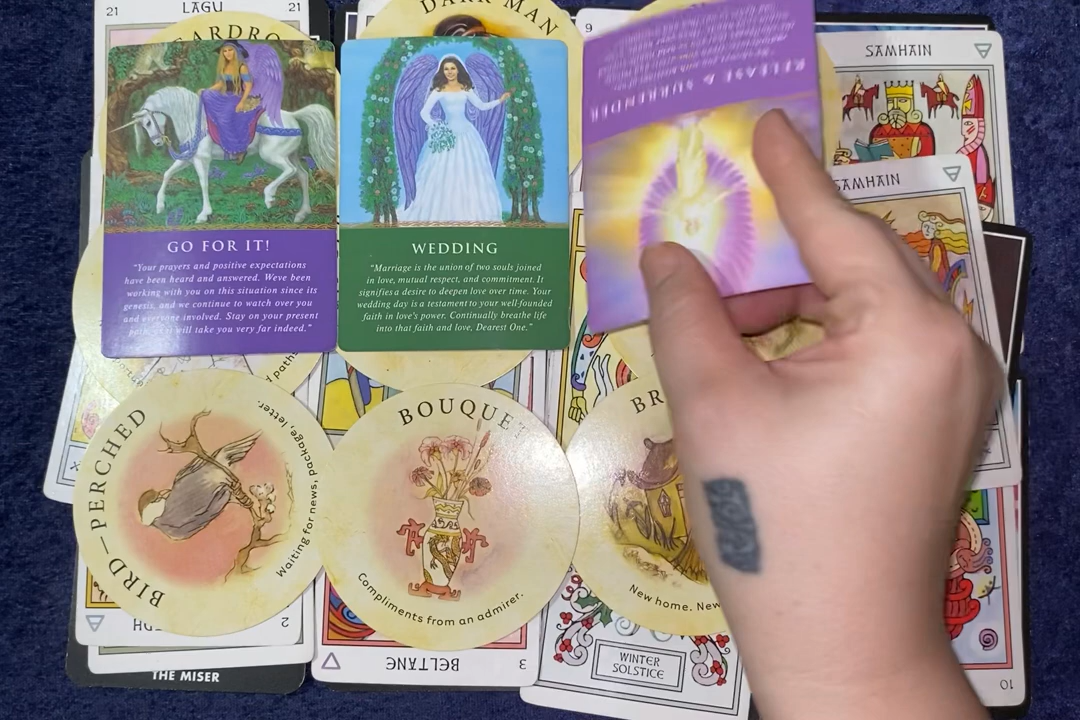 21
LAGU
21
DARK MAN
9
SAMHAIN
SAMHAIN
RELEASE & SURRENDER
GO FOR IT!
"Your prayers and positive expectations
have been heard and answered. We've been
working with you on this situation since its
genesis, and we continue to watch over you
and everyone involved. Stay on your present
path, will take you very far indeed."
WEDDING
"Marriage is the union of two souls joined
in love, mutual respect, and commitment. It
signifies a desire to deepen love over time. Your
wedding day is a testament to your well-founded
faith in love's power. Continually breathe life
into that faith and love, Dearest One."
BIRD—PERCHED
Waiting for news, package, letter.
BOUQUET
Compliments from an admirer.
BR
New home. New
2
THE MISER
BELTANE
3
WINTER
SOLSTICE
10